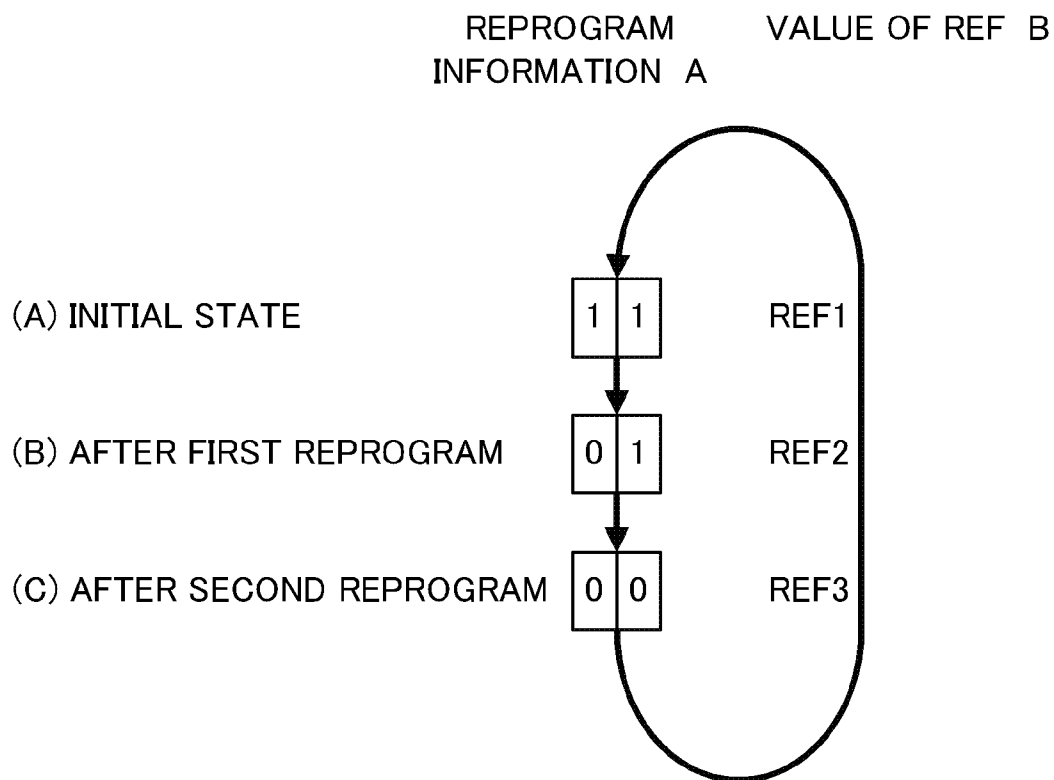 REPROGRAM VALUE OF REF B
INFORMATION A
(A) INITIAL STATE 1 1 REF1
(B) AFTER FIRST REPROGRAM 0 1 REF2
(C) AFTER SECOND REPROGRAM 0 0 REF3